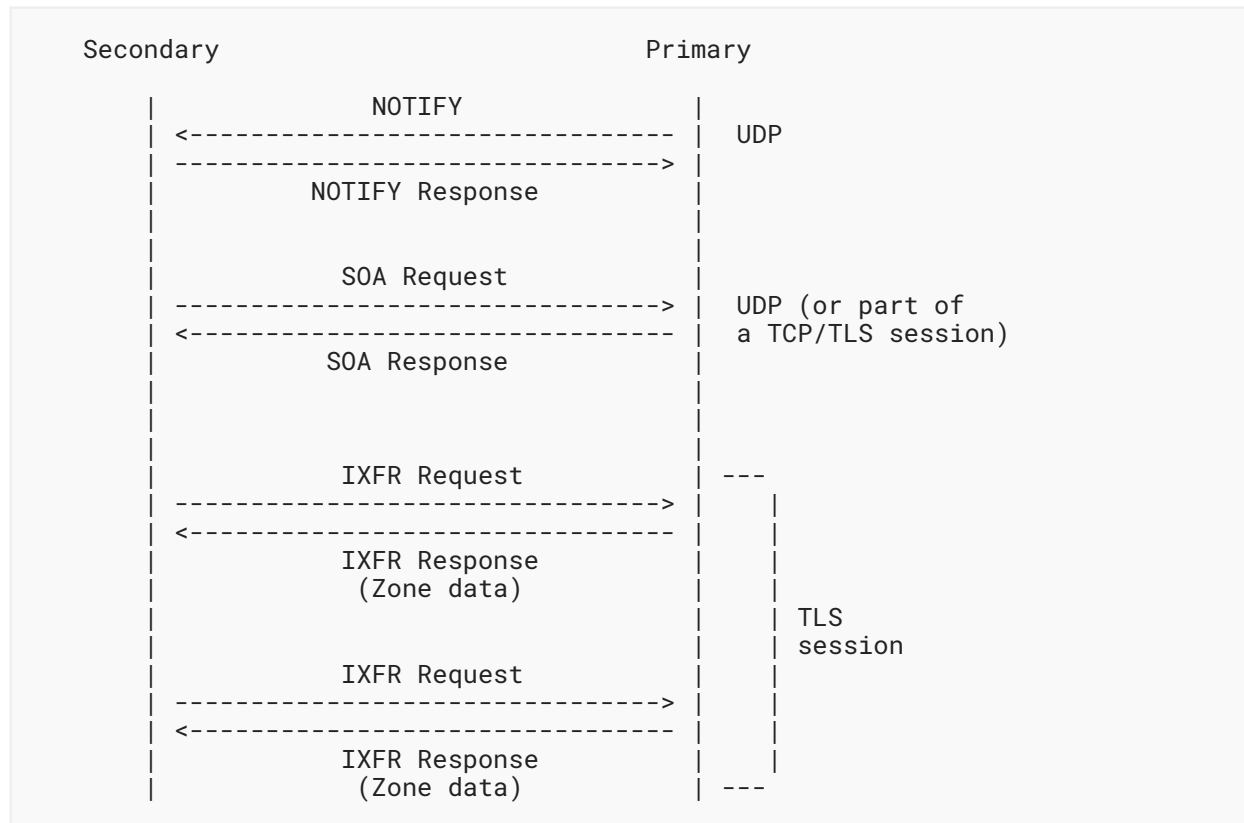 Secondary Primary
NOTIFY
UDP
NOTIFY Response
SOA Request
UDP (or part of
a TCP/TLS session)
SOA Response
IXFR Request
IXFR Response
(Zone data)
TLS
session
IXFR Request
IXFR Response
(Zone data)